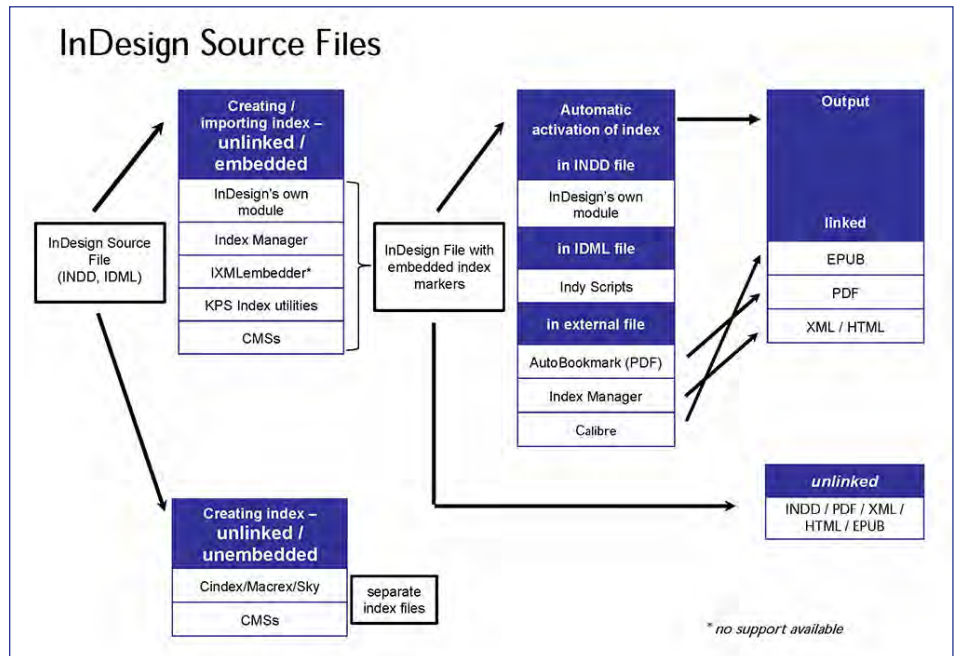 InDesign Source Files
InDesign Source
File
(INDD, IDML)
Creating /
importing index –
unlinked /
embedded
InDesign's own
module
Index Manager
IXMLembedder*
KPS Index utilities
CMSs
InDesign File with
embedded index
markers
Automatic
activation of index
in INDD file
InDesign's own
module
in IDML file
Indy Scripts
in external file
AutoBookmark (PDF)
Index Manager
Calibre
Output
linked
EPUB
PDF
XML / HTML
unlinked
INDD / PDF / XML /
HTML / EPUB
Creating index –
unlinked /
unembedded
Cindex/Macrex/Sky
CMSs
separate
index files
* no support available